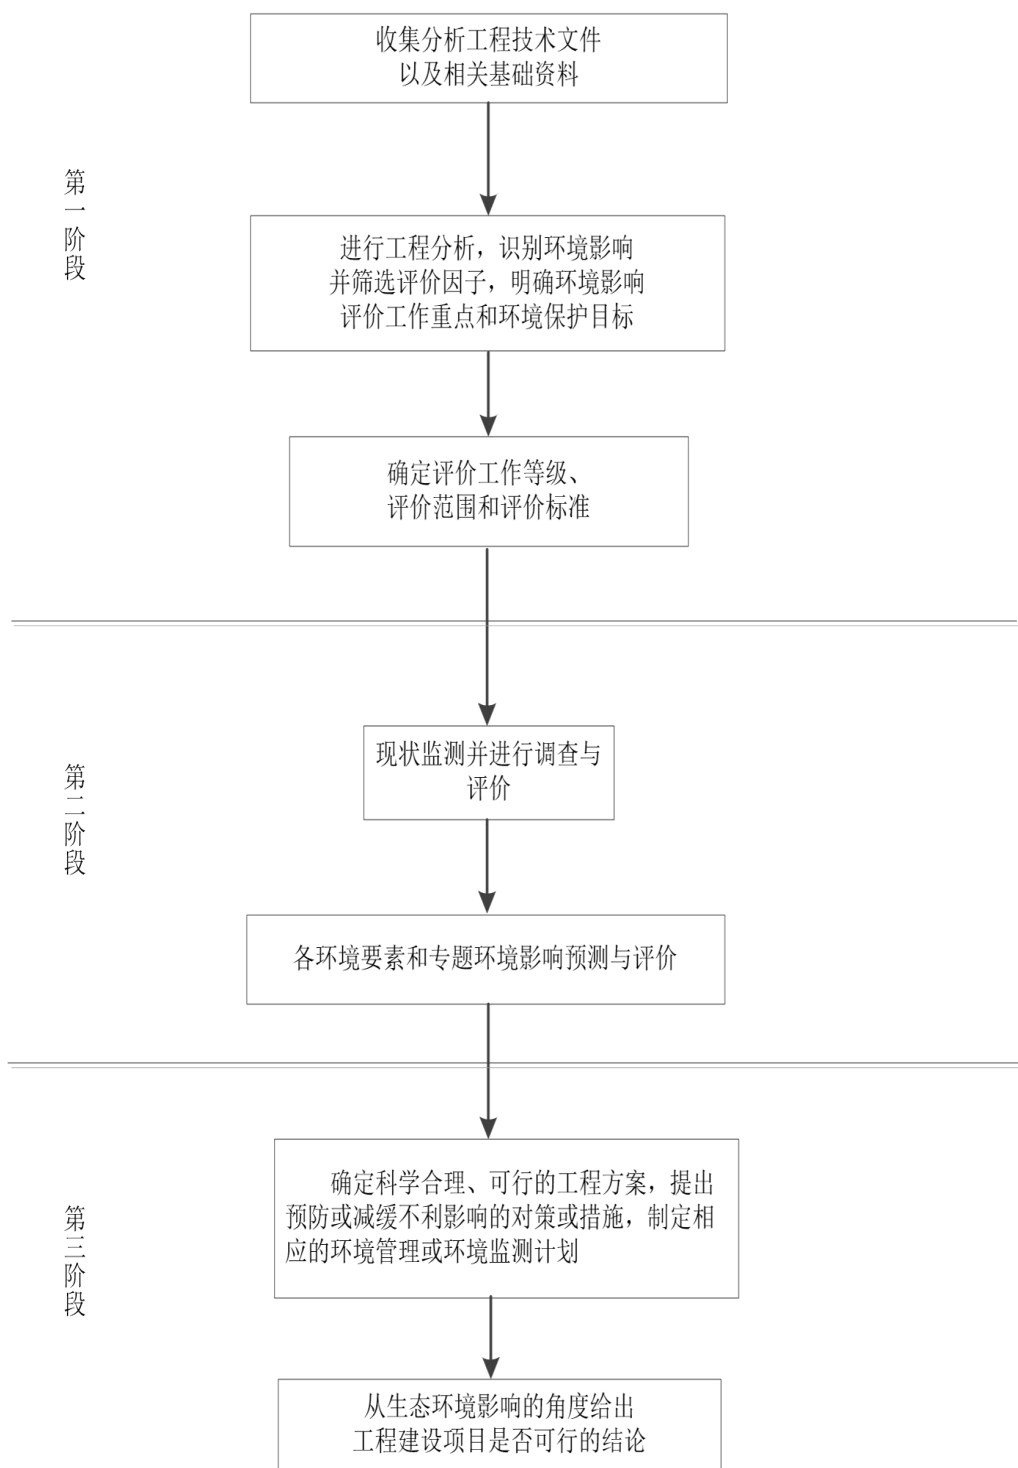 收集分析工程技术文件
以及相关基础资料
第一阶段
进行工程分析，识别环境影响
并筛选评价因子，明确环境影响
评价工作重点和环境保护目标
确定评价工作等级、
评价范围和评价标准
第二阶段
现状监测并进行调查与
评价
各环境要素和专题环境影响预测与评价
第三阶段
确定科学合理、可行的工程方案，提出
预防或减缓不利影响的对策或措施，制定相
应的环境管理或环境监测计划
从生态环境影响的角度给出
工程建设项目是否可行的结论